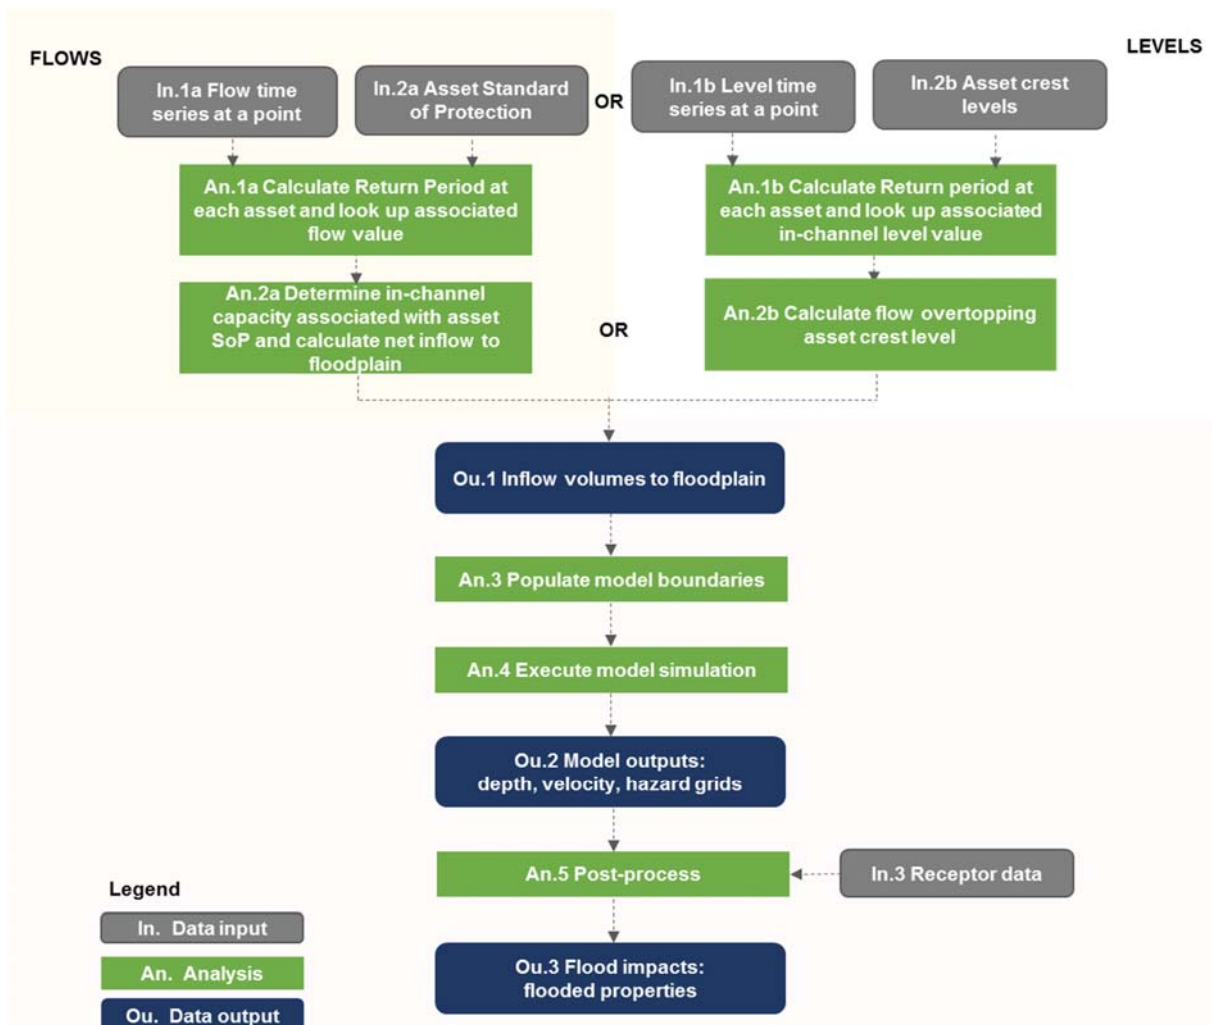 FLOWS
LEVELS
In.1a Flow time
series at a point
In.2a Asset Standard
of Protection
OR
In.1b Level time
series at a point
In.2b Asset crest
levels
An.1a Calculate Return Period at
each asset and look up associated
flow value
An.1b Calculate Return period at
each asset and look up associated
in-channel level value
An.2a Determine in-channel
capacity associated with asset
SoP and calculate net inflow to
floodplain
OR
An.2b Calculate flow overtopping
asset crest level
Ou.1 Inflow volumes to floodplain
An.3 Populate model boundaries
An.4 Execute model simulation
Ou.2 Model outputs:
depth, velocity, hazard grids
An.5 Post-process
In.3 Receptor data
Ou.3 Flood impacts:
flooded properties
Legend
In. Data input
An. Analysis
Ou. Data output